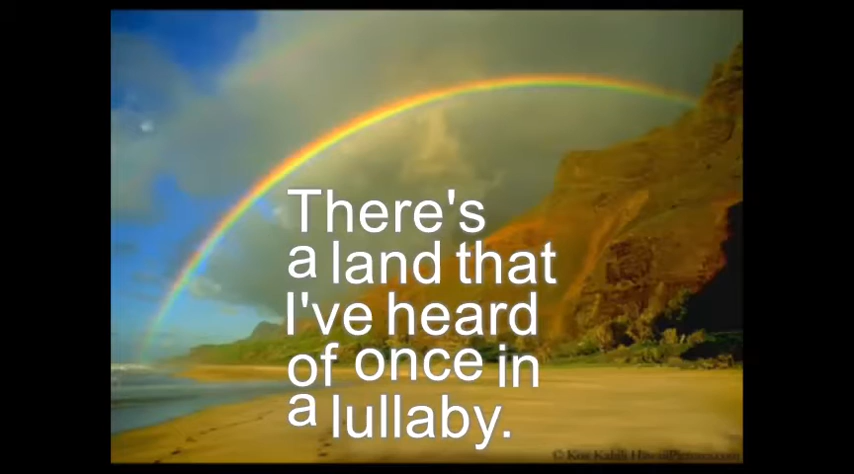 There's
a land that
I've heard
of once in
a lullaby.